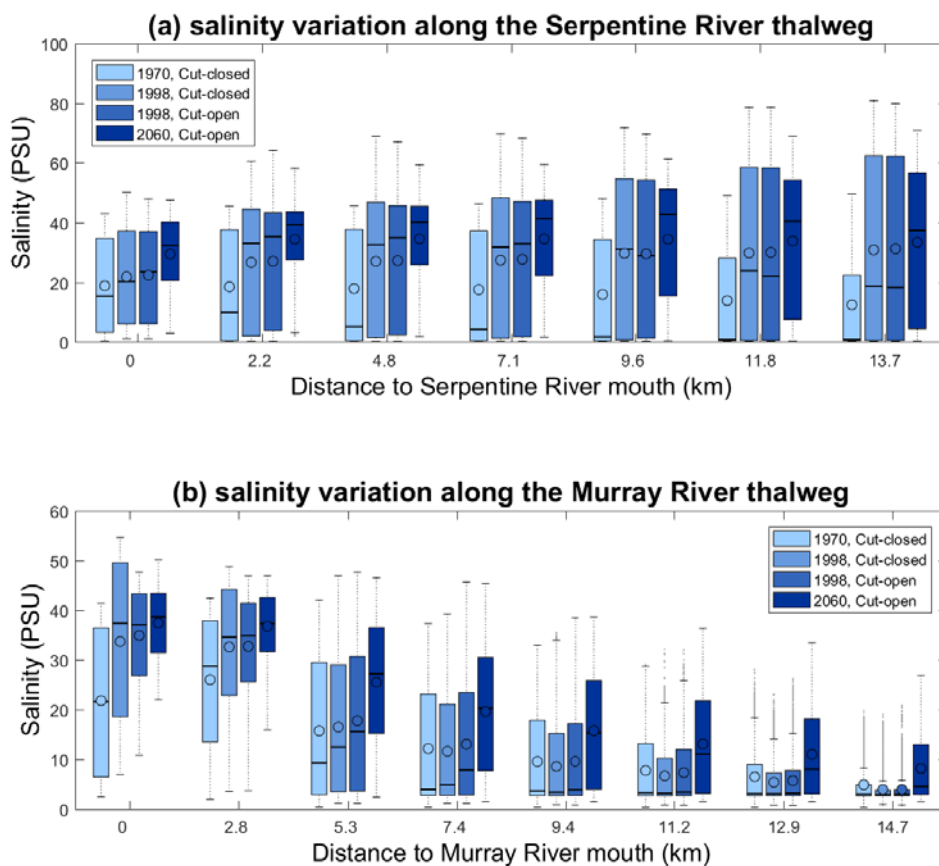 (a) salinity variation along the Serpentine River thalweg
100
80
60
40
20
0
Salinity (PSU)
1970, Cut-closed
1998, Cut-closed
1998, Cut-open
2060, Cut-open
0 2.2 4.8 7.1 9.6 11.8 13.7
Distance to Serpentine River mouth (km)
(b) salinity variation along the Murray River thalweg
60
50
40
30
20
10
0
Salinity (PSU)
1970, Cut-closed
1998, Cut-closed
1998, Cut-open
2060, Cut-open
0 2.8 5.3 7.4 9.4 11.2 12.9 14.7
Distance to Murray River mouth (km)